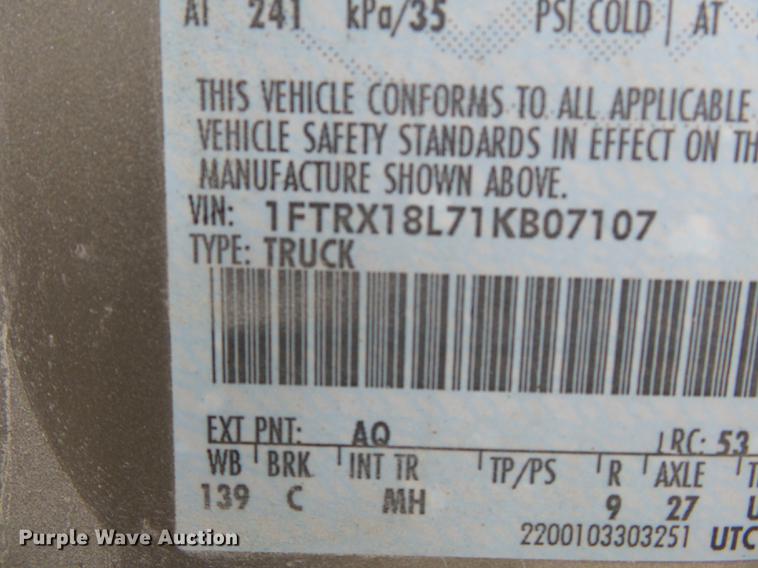 AT 241 kPa/35 PSI COLD AT
THIS VEHICLE CONFORMS TO ALL APPLICABLE
VEHICLE SAFETY STANDARDS IN EFFECT ON TH
MANUFACTURE SHOWN ABOVE.
VIN: 1FTRX18L71KB07107
TYPE: TRUCK
EXT PNT: AQ RC: 53
WB BRK INT TR TP/PS R AXLE T
139 C MH 9 27 U
2200103303251 UTC
Purple Wave Auction